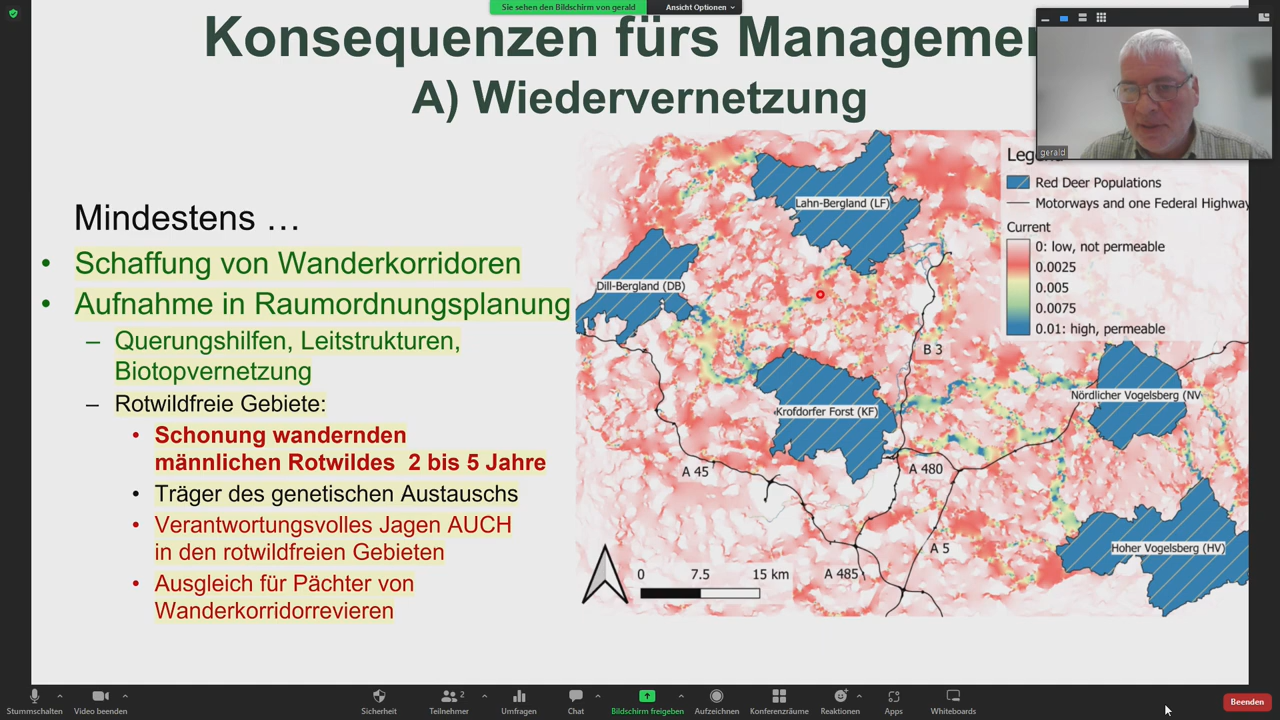 Sie sehen den Bildschirm von gerald
Ansicht Optionen
Konsequenzen fürs
A) Wiedervernetzung
gerald
Mindestens …
• Schaffung von Wanderkorridoren
• Aufnahme in Raumordnungsplanung
– Querungshilfen, Leitstrukturen,
Biotopvernetzung
– Rotwildfreie Gebiete:
• Schonung wandernden
männlichen Rotwildes 2 bis 5 Jahre
• Träger des genetischen Austauschs
• Verantwortungsvolles Jagen AUCH
in den rotwildfreien Gebieten
• Ausgleich für Pächter von
Wanderkorridorrevieren
Lahn-Bergland (LF)
Dill-Bergland (DB)
B 3
Krofdorfer Forst (KF)
Nördlicher Vogelsberg (NV
A 45
A 480
A 5
Hoher Vogelsberg (HV)
A 485
0 7.5 15 km
Red Deer Populations
Motorways and one Federal Highway
Current
0: low, not permeable
0.0025
0.005
0.0075
0.01: high, permeable
Stummschalten
Video beenden
Sicherheit
Teilnehmer
2
Umfragen
Chat
Bildschirm freigeben
Aufzeichnen
Konferenzräume
Reaktionen
Apps
Whiteboards
Beenden